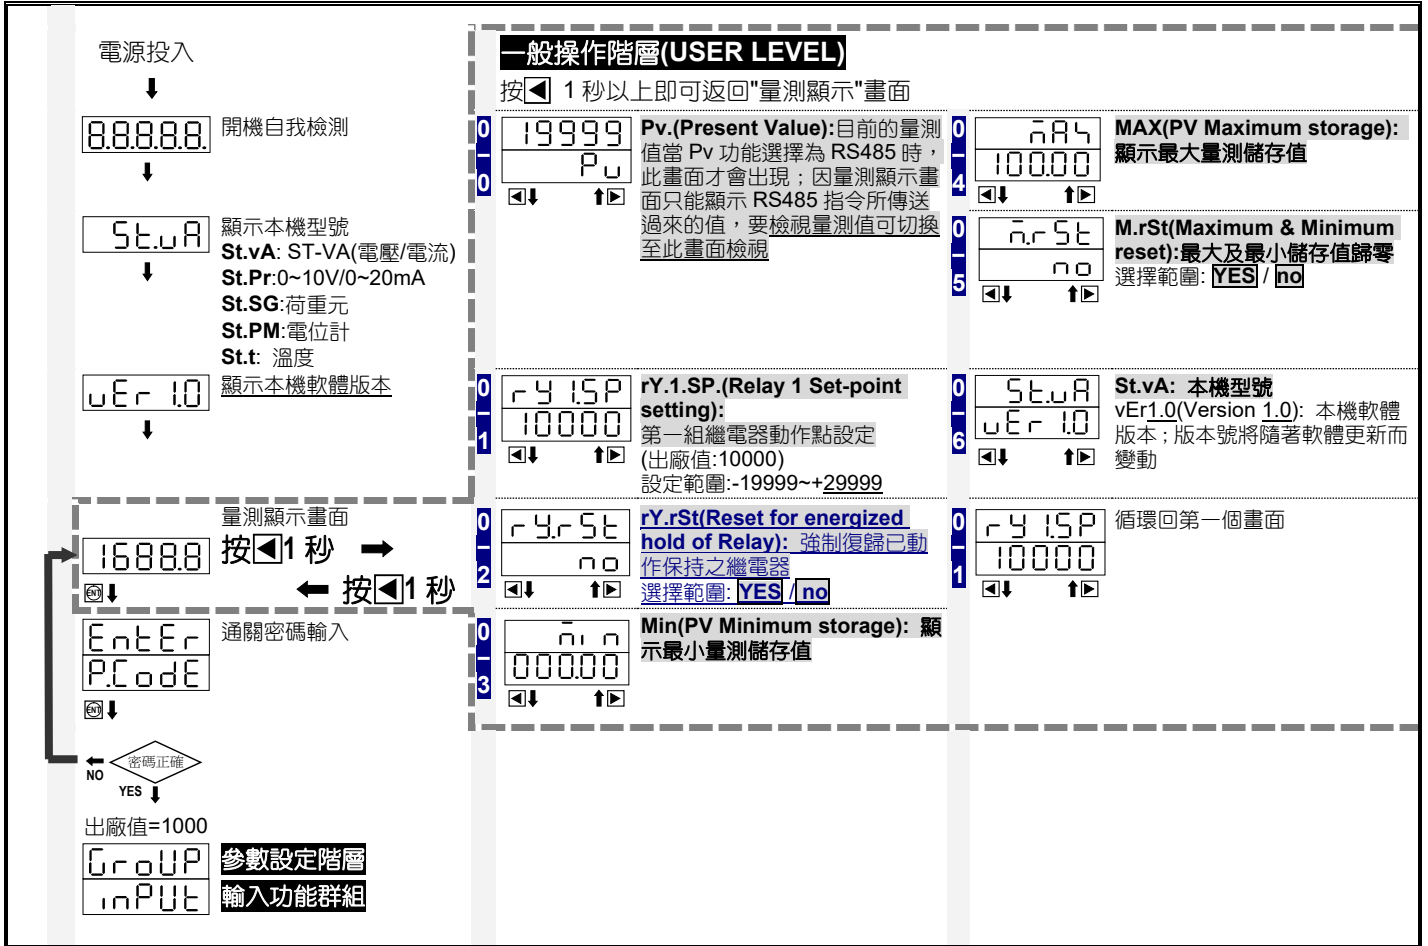 電源投入
開機自我檢測
8.8.8.8.8.
St.vA
顯示本機型號
St.vA: ST-VA(電壓/電流)
St.Pr:0~10V/0~20mA
St.SG:荷重元
St.PM:電位計
St.t: 溫度
vEr 1.0
顯示本機軟體版本
量測顯示畫面
1688.8
按◀1 秒
按◀1 秒
ENT
EntEr
P.CodE
通關密碼輸入
ENT
密碼正確
NO
YES
出廠值=1000
GroUP
參數設定階層
inPUt
輸入功能群組
一般操作階層(USER LEVEL)
按◀ 1 秒以上即可返回"量測顯示"畫面
0
–
0
19999
Pv
Pv.(Present Value):目前的量測
值當 Pv 功能選擇為 RS485 時，
此畫面才會出現；因量測顯示畫
面只能顯示 RS485 指令所傳送
過來的值，要檢視量測值可切換
至此畫面檢視
0
–
1
rY 1.SP
10000
rY.1.SP.(Relay 1 Set-point
setting):
第一組繼電器動作點設定
(出廠值:10000)
設定範圍:-19999~+29999
0
–
2
rY.rSt
no
rY.rSt(Reset for energized
hold of Relay): 強制復歸已動
作保持之繼電器
選擇範圍: YES / no
0
–
3
Min
000.00
Min(PV Minimum storage): 顯
示最小量測儲存值
0
–
4
MAX
100.00
MAX(PV Maximum storage):
顯示最大量測儲存值
0
–
5
M.rSt
no
M.rSt(Maximum & Minimum
reset):最大及最小儲存值歸零
選擇範圍: YES / no
0
–
6
St.vA
vEr 1.0
St.vA: 本機型號
vEr1.0(Version 1.0): 本機軟體
版本；版本號將隨著軟體更新而
變動
0
–
1
rY 1.SP
10000
循環回第一個畫面